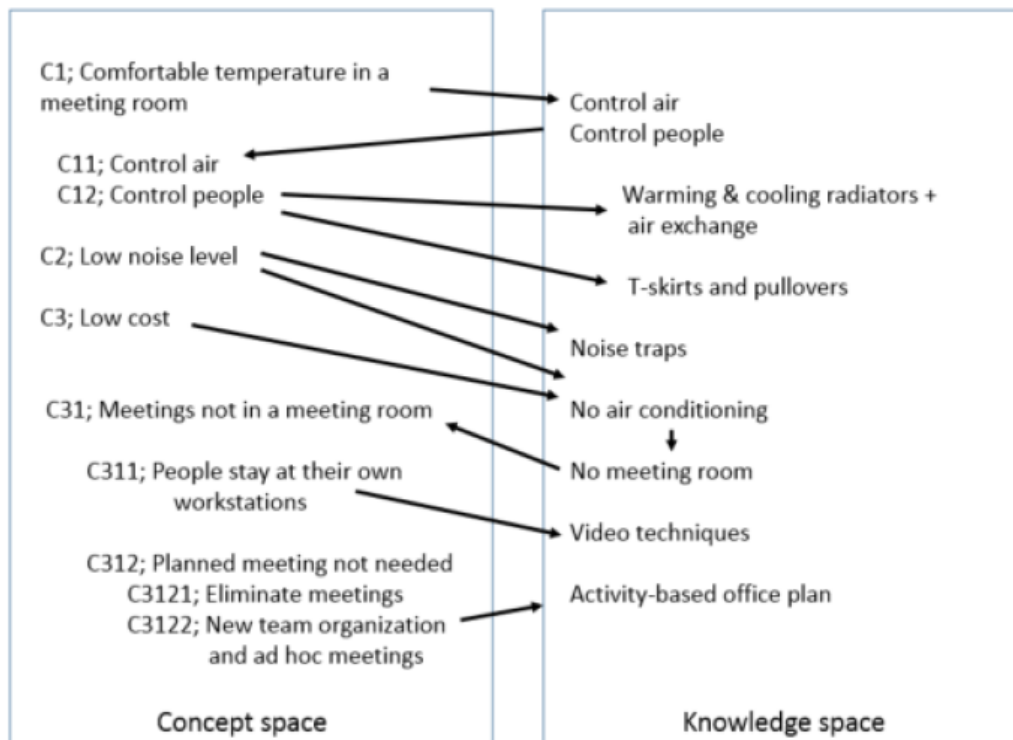 C1; Comfortable temperature in a
meeting room
C11; Control air
C12; Control people
C2; Low noise level
C3; Low cost
C31; Meetings not in a meeting room
C311; People stay at their own
workstations
C312; Planned meeting not needed
C3121; Eliminate meetings
C3122; New team organization
and ad hoc meetings
Concept space
Control air
Control people
Warming & cooling radiators +
air exchange
T-skirts and pullovers
Noise traps
No air conditioning
No meeting room
Video techniques
Activity-based office plan
Knowledge space